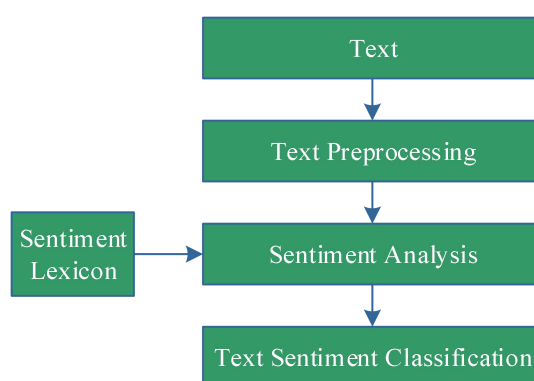 Text
Text Preprocessing
Sentiment
Lexicon
Sentiment Analysis
Text Sentiment Classification